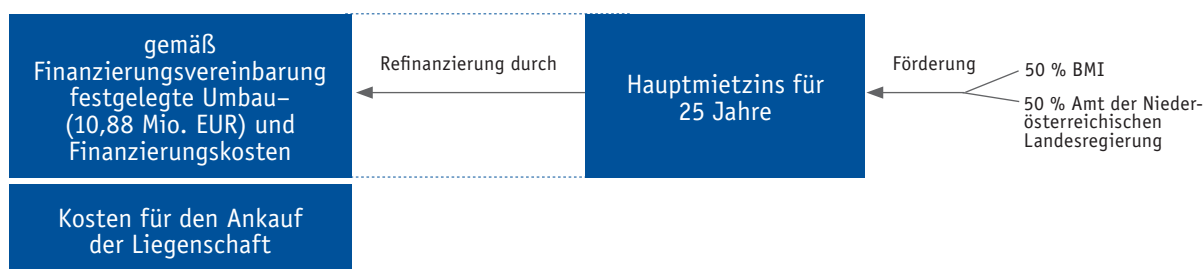 gemäß
Finanzierungsvereinbarung
festgelegte Umbau–
(10,88 Mio. EUR) und
Finanzierungskosten
Refinanzierung durch
Hauptmietzins für
25 Jahre
Förderung
50 % BMI
50 % Amt der Nieder-
österreichischen
Landesregierung
Kosten für den Ankauf
der Liegenschaft